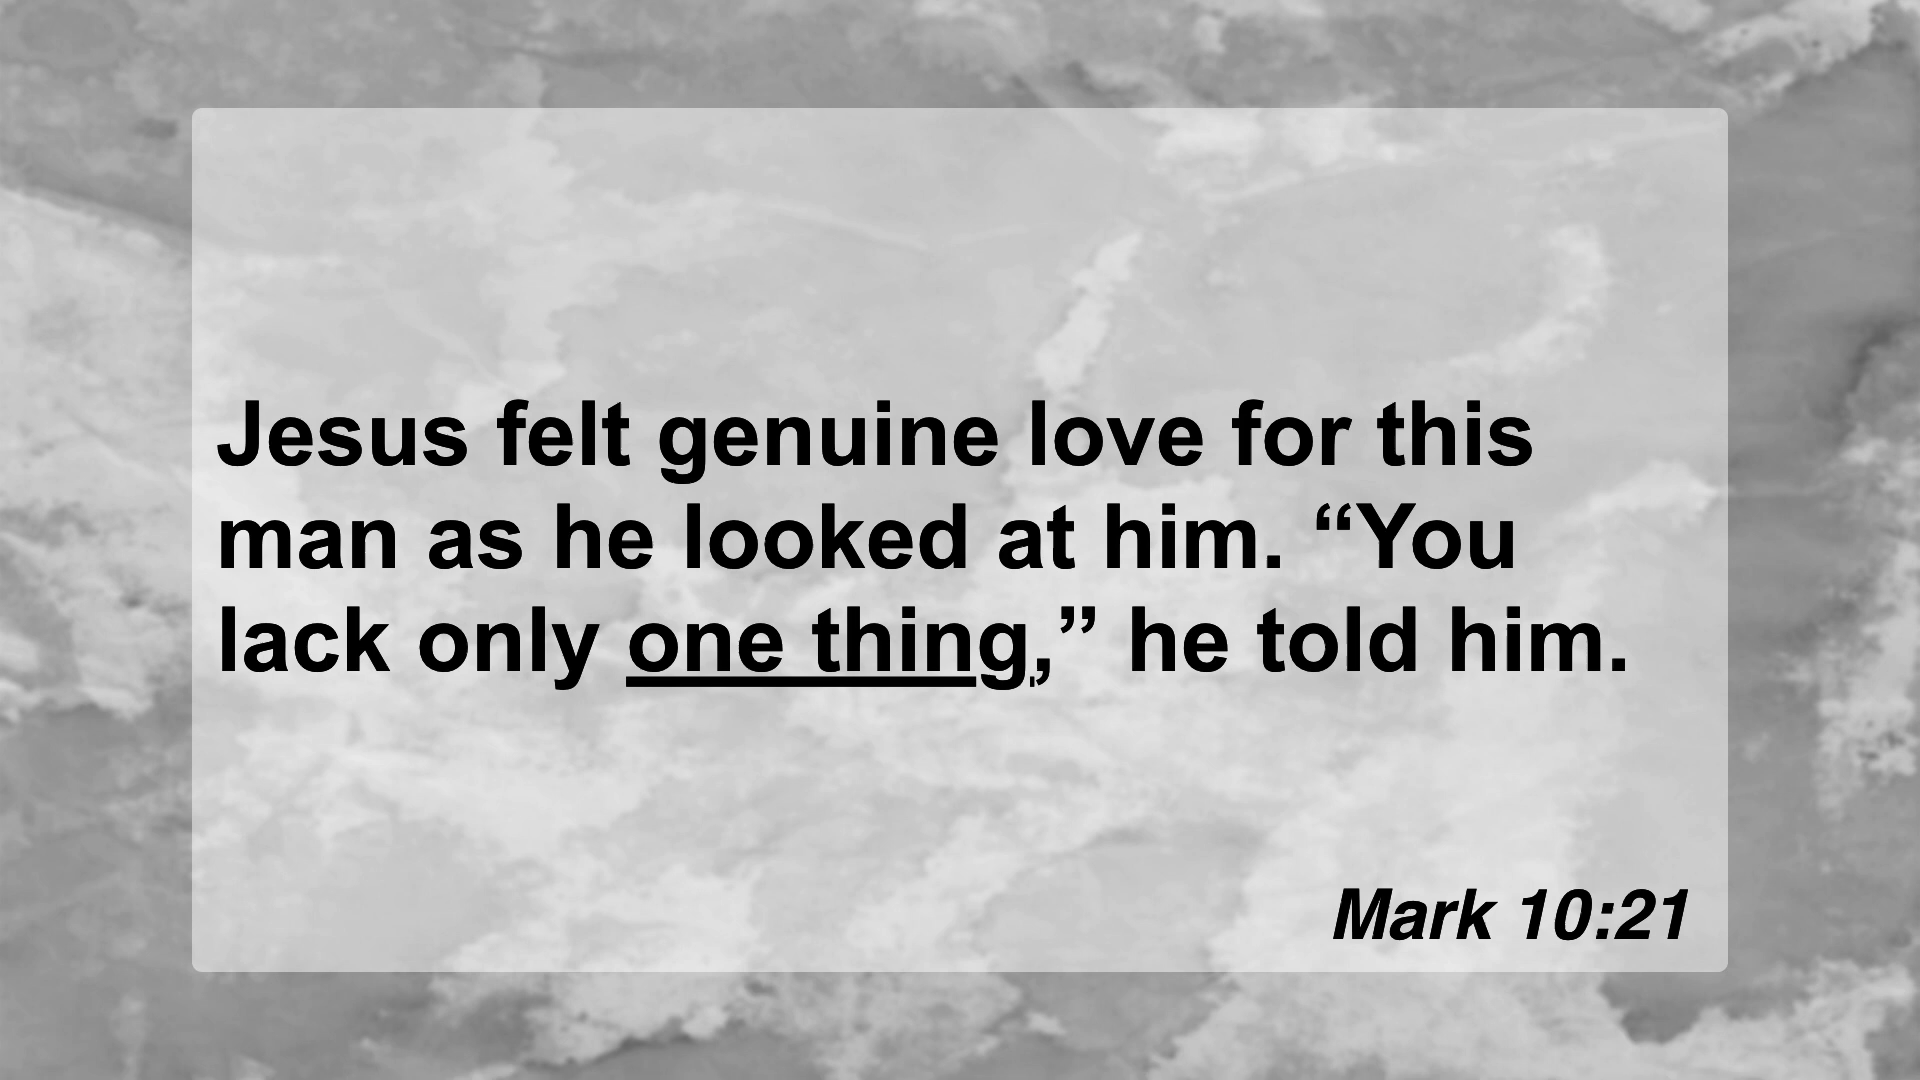 Jesus felt genuine love for this
man as he looked at him. “You
lack only one thing,” he told him.
Mark 10:21